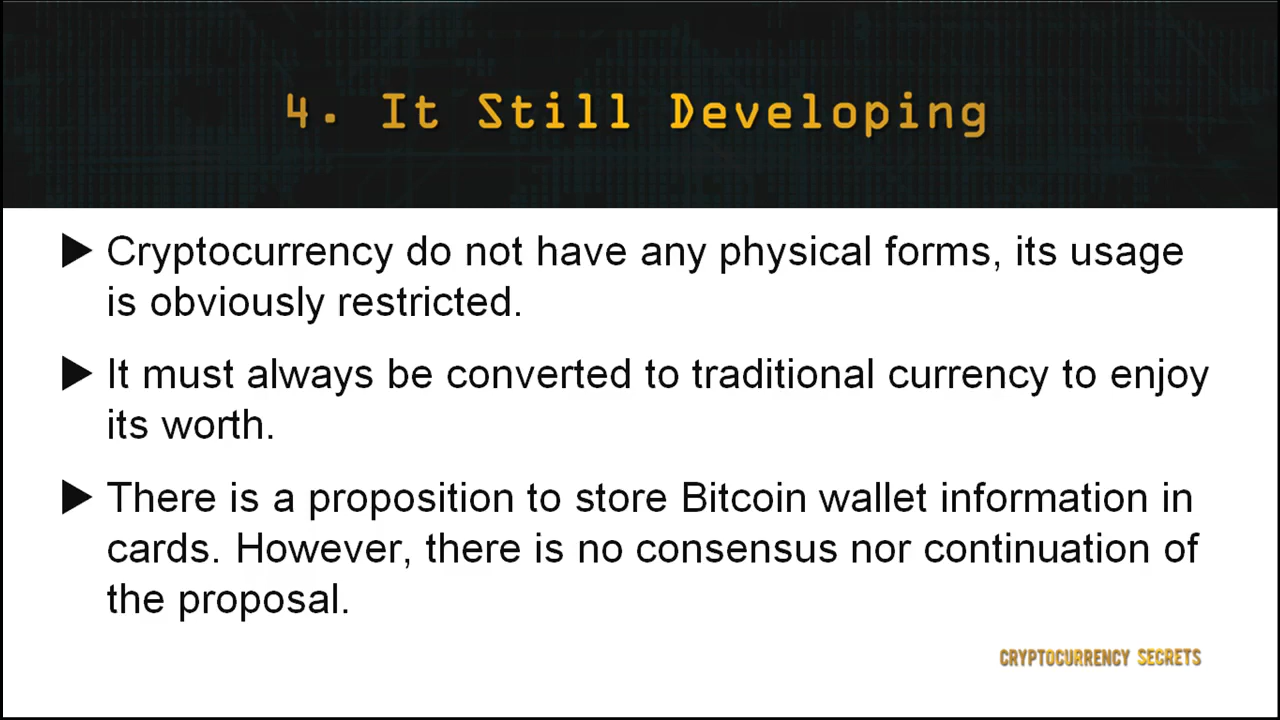 4. It Still Developing
Cryptocurrency do not have any physical forms, its usage
is obviously restricted.
It must always be converted to traditional currency to enjoy
its worth.
There is a proposition to store Bitcoin wallet information in
cards. However, there is no consensus nor continuation of
the proposal.
CRYPTOCURRENCY SECRETS